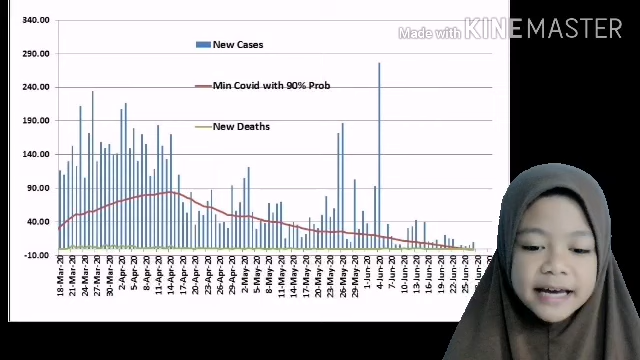 Made with KINEMASTER
340.00
290.00
240.00
190.00
140.00
90.00
40.00
-10.00
New Cases
Min Covid with 90% Prob
New Deaths
18-Mar-20
21-Mar-20
24-Mar-20
27-Mar-20
30-Mar-20
2-Apr-20
5-Apr-20
8-Apr-20
11-Apr-20
14-Apr-20
17-Apr-20
20-Apr-20
23-Apr-20
26-Apr-20
29-Apr-20
2-May-20
5-May-20
8-May-20
11-May-20
14-May-20
17-May-20
20-May-20
23-May-20
26-May-20
29-May-20
1-Jun-20
4-Jun-20
7-Jun-20
10-Jun-20
13-Jun-20
16-Jun-20
19-Jun-20
22-Jun-20
25-Jun-20
28-Jun-20